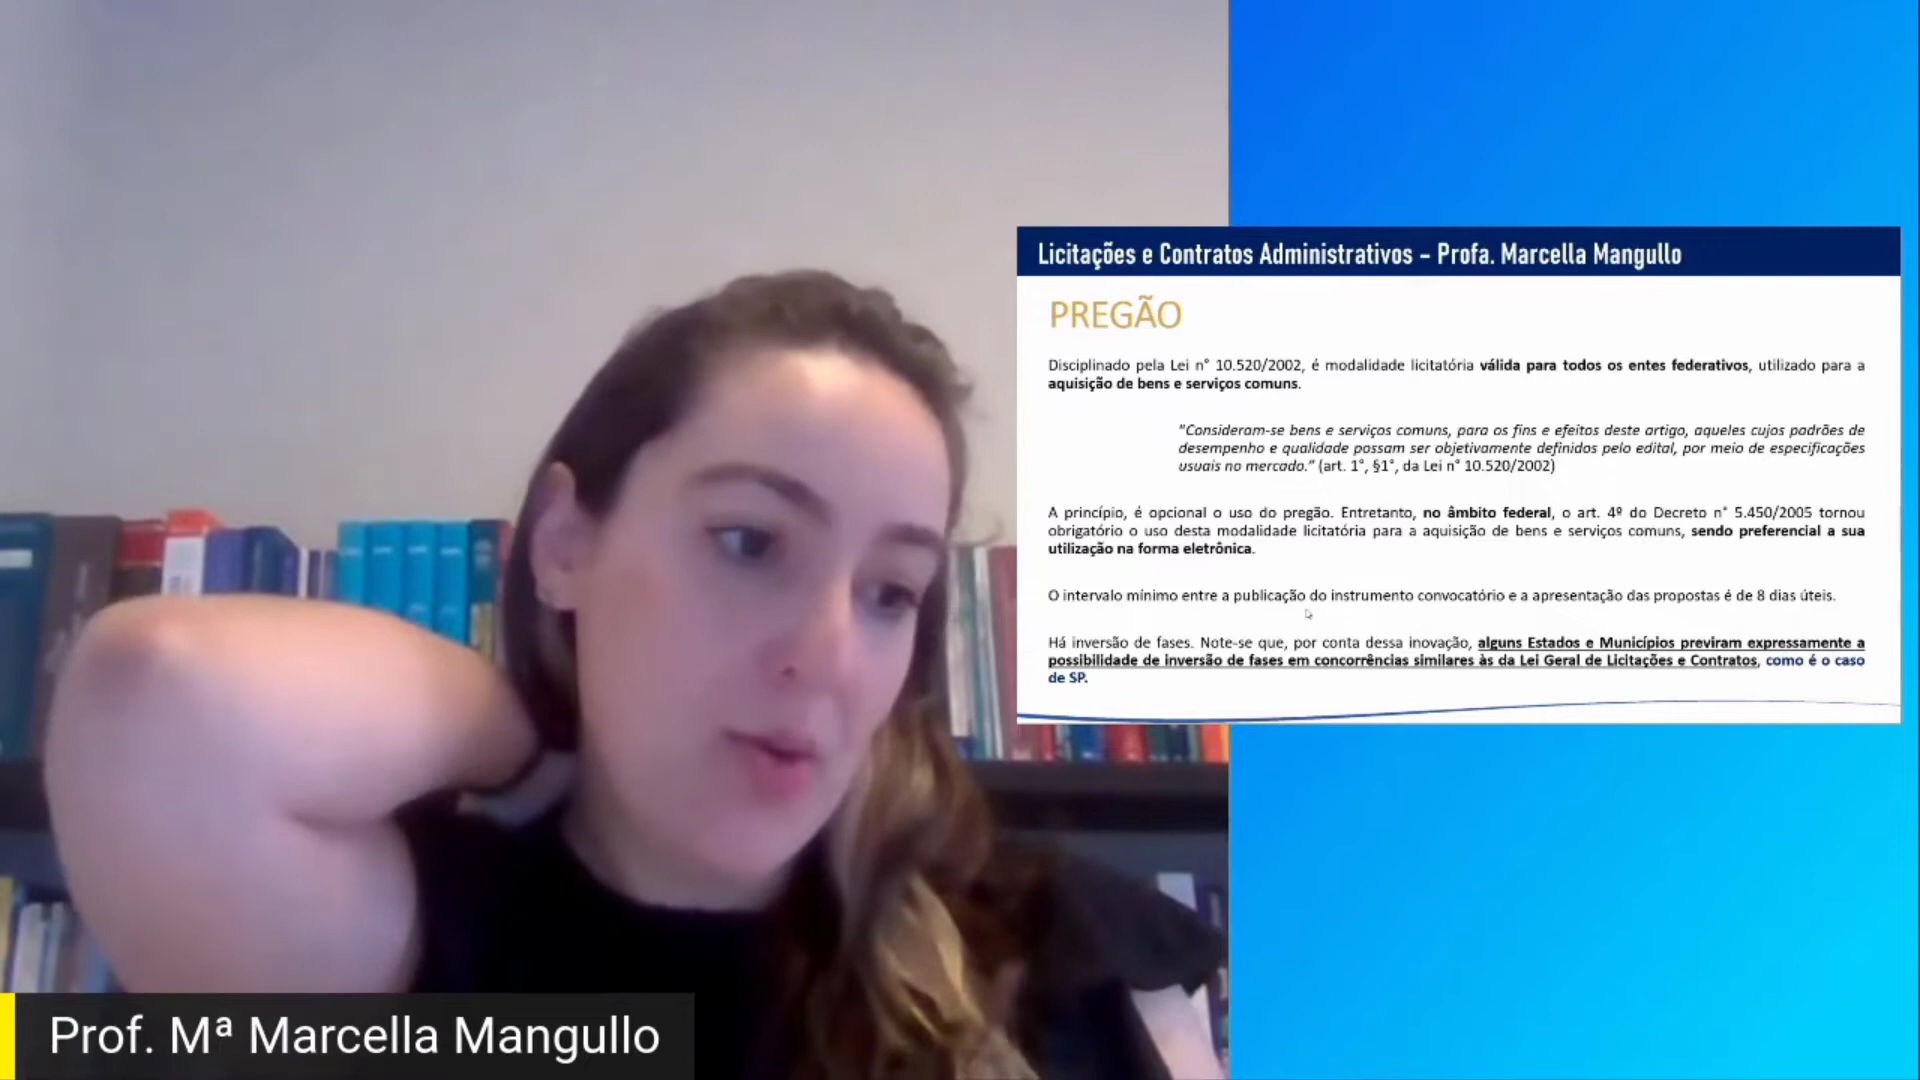 Licitações e Contratos Administrativos – Profa. Marcella Mangullo
PREGÃO
Disciplinado pela Lei n° 10.520/2002, é modalidade licitatória válida para todos os entes federativos, utilizado para a
aquisição de bens e serviços comuns.
"Consideram-se bens e serviços comuns, para os fins e efeitos deste artigo, aqueles cujos padrões de
desempenho e qualidade possam ser objetivamente definidos pelo edital, por meio de especificações
usuais no mercado." (art. 1°, §1°, da Lei n° 10.520/2002)
A princípio, é opcional o uso do pregão. Entretanto, no âmbito federal, o art. 4º do Decreto n° 5.450/2005 tornou
obrigatório o uso desta modalidade licitatória para a aquisição de bens e serviços comuns, sendo preferencial a sua
utilização na forma eletrônica.
O intervalo mínimo entre a publicação do instrumento convocatório e a apresentação das propostas é de 8 dias úteis.
Há inversão de fases. Note-se que, por conta dessa inovação, alguns Estados e Municípios previram expressamente a
possibilidade de inversão de fases em concorrências similares às da Lei Geral de Licitações e Contratos, como é o caso
de SP.
Prof. Mª Marcella Mangullo